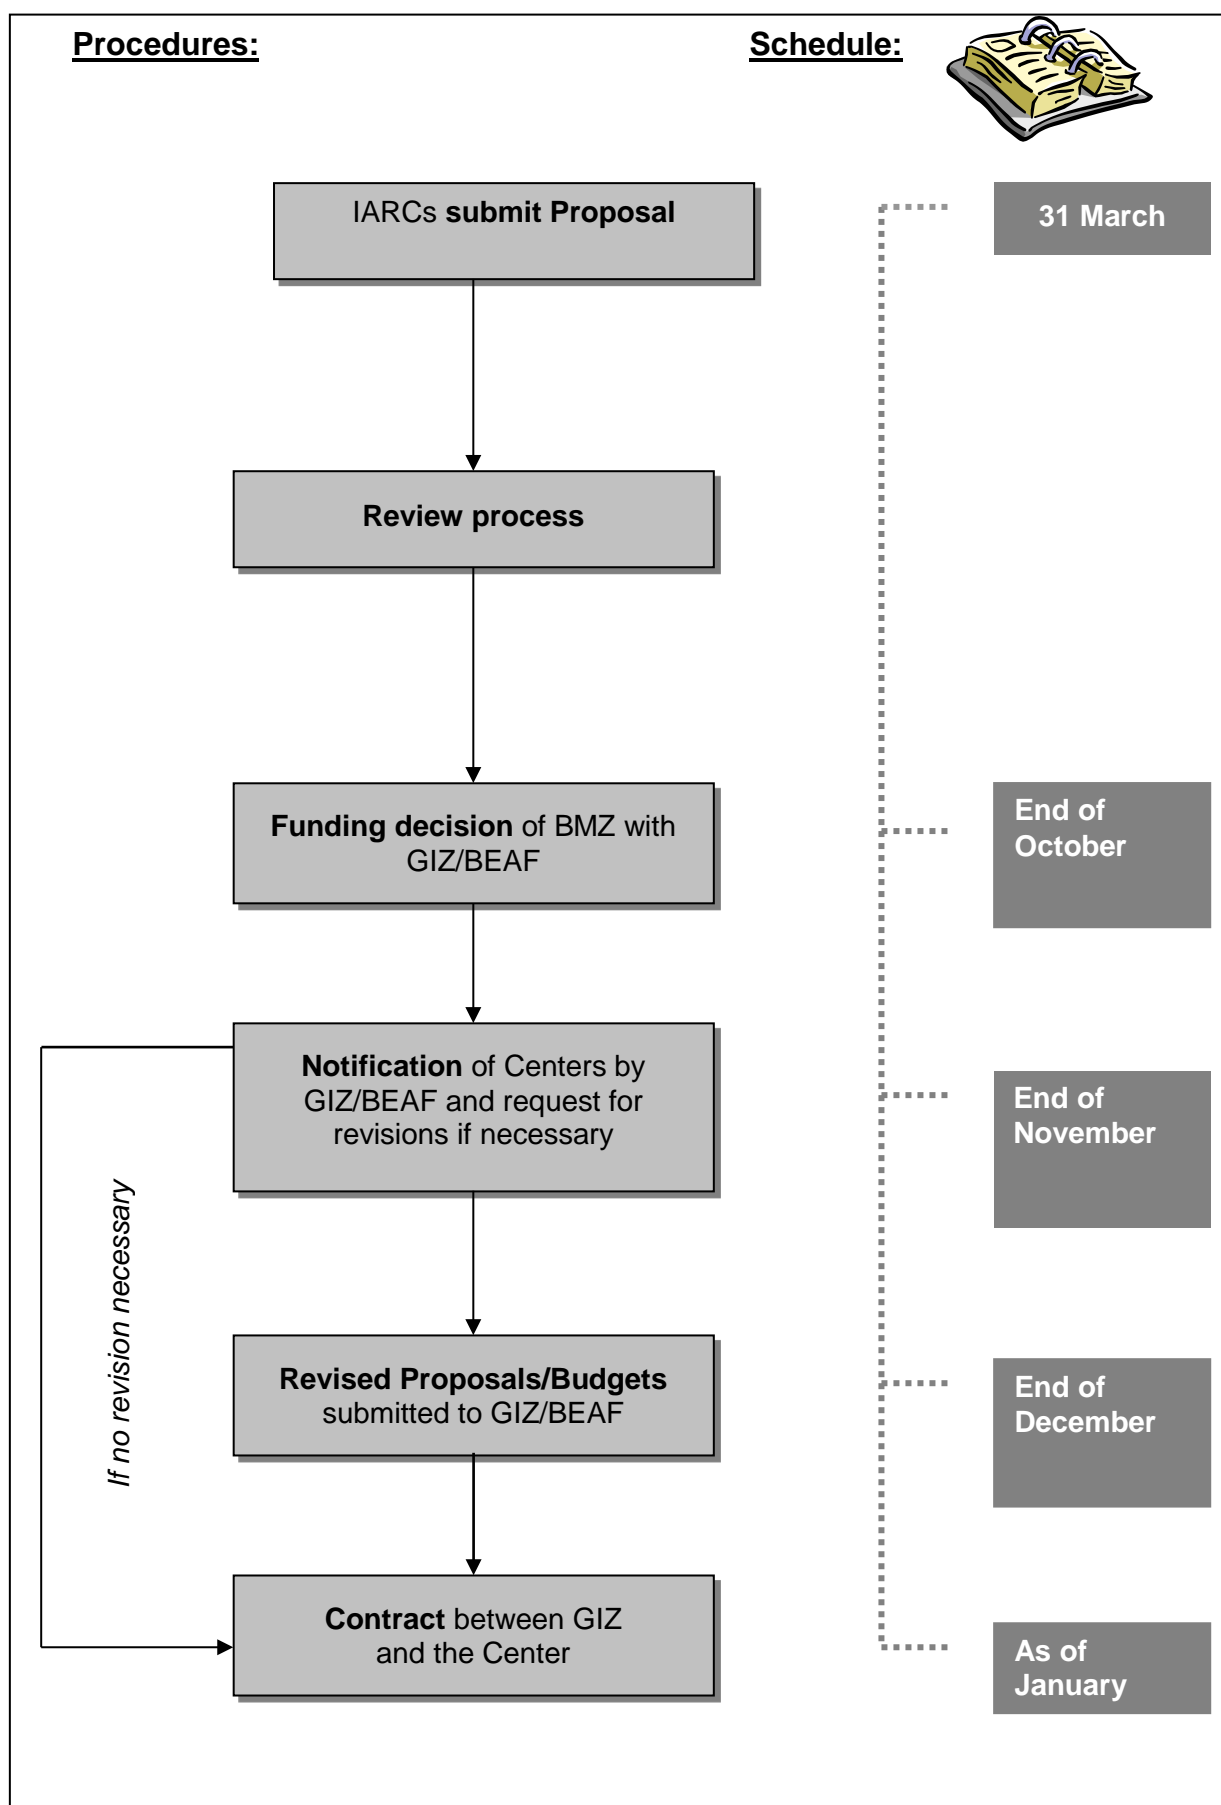 Procedures:
Schedule:
IARCs submit Proposal
31 March
Review process
Funding decision of BMZ with
GIZ/BEAF
End of
October
Notification of Centers by
GIZ/BEAF and request for
revisions if necessary
End of
November
If no revision necessary
Revised Proposals/Budgets
submitted to GIZ/BEAF
End of
December
Contract between GIZ
and the Center
As of
January